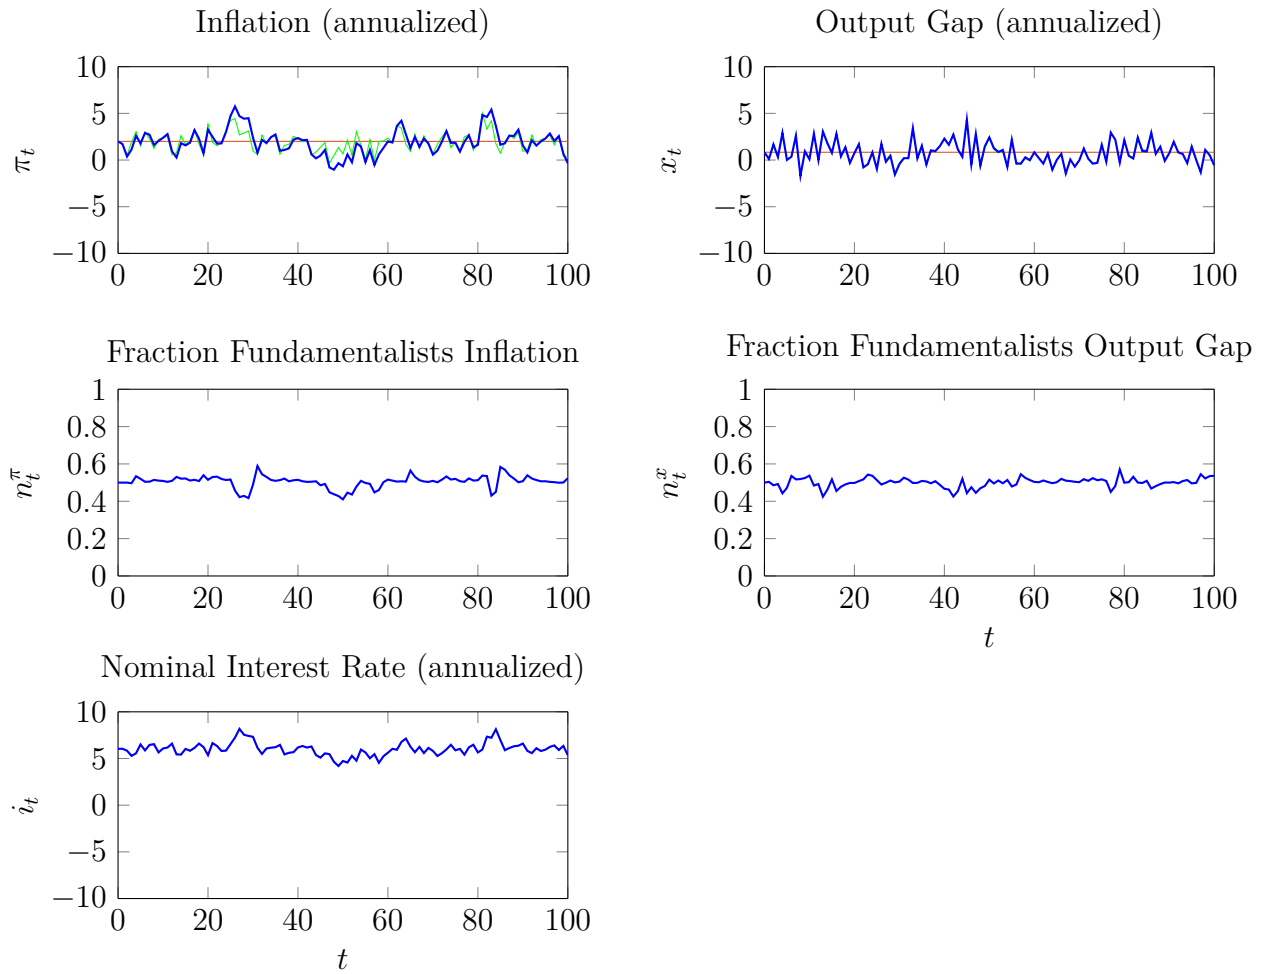 Inflation (annualized)
10
5
0
−5
−10
π_t
0 20 40 60 80 100
Output Gap (annualized)
10
5
0
−5
−10
x_t
0 20 40 60 80 100
Fraction Fundamentalists Inflation
1
0.8
0.6
0.4
0.2
0
n_t^π
0 20 40 60 80 100
Fraction Fundamentalists Output Gap
1
0.8
0.6
0.4
0.2
0
n_t^x
0 20 40 60 80 100
t
Nominal Interest Rate (annualized)
10
5
0
−5
−10
i_t
0 20 40 60 80 100
t